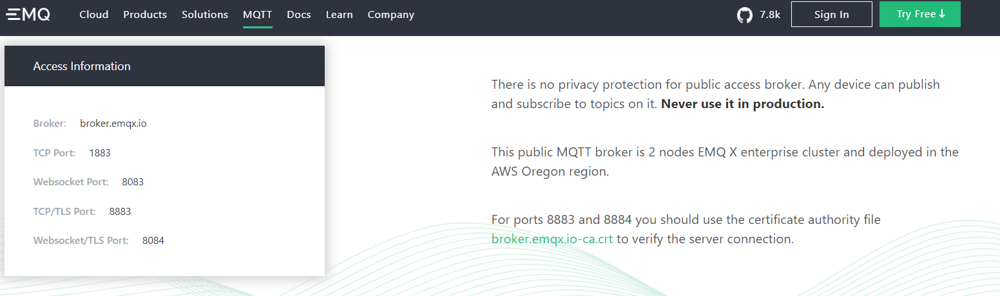 EMQ Cloud Products Solutions MQTT Docs Learn Company 7.8k Sign In Try Free ↓
Access Information
Broker: broker.emqx.io
TCP Port: 1883
Websocket Port: 8083
TCP/TLS Port: 8883
Websocket/TLS Port: 8084
There is no privacy protection for public access broker. Any device can publish
and subscribe to topics on it. Never use it in production.
This public MQTT broker is 2 nodes EMQ X enterprise cluster and deployed in the
AWS Oregon region.
For ports 8883 and 8884 you should use the certificate authority file
broker.emqx.io-ca.crt to verify the server connection.